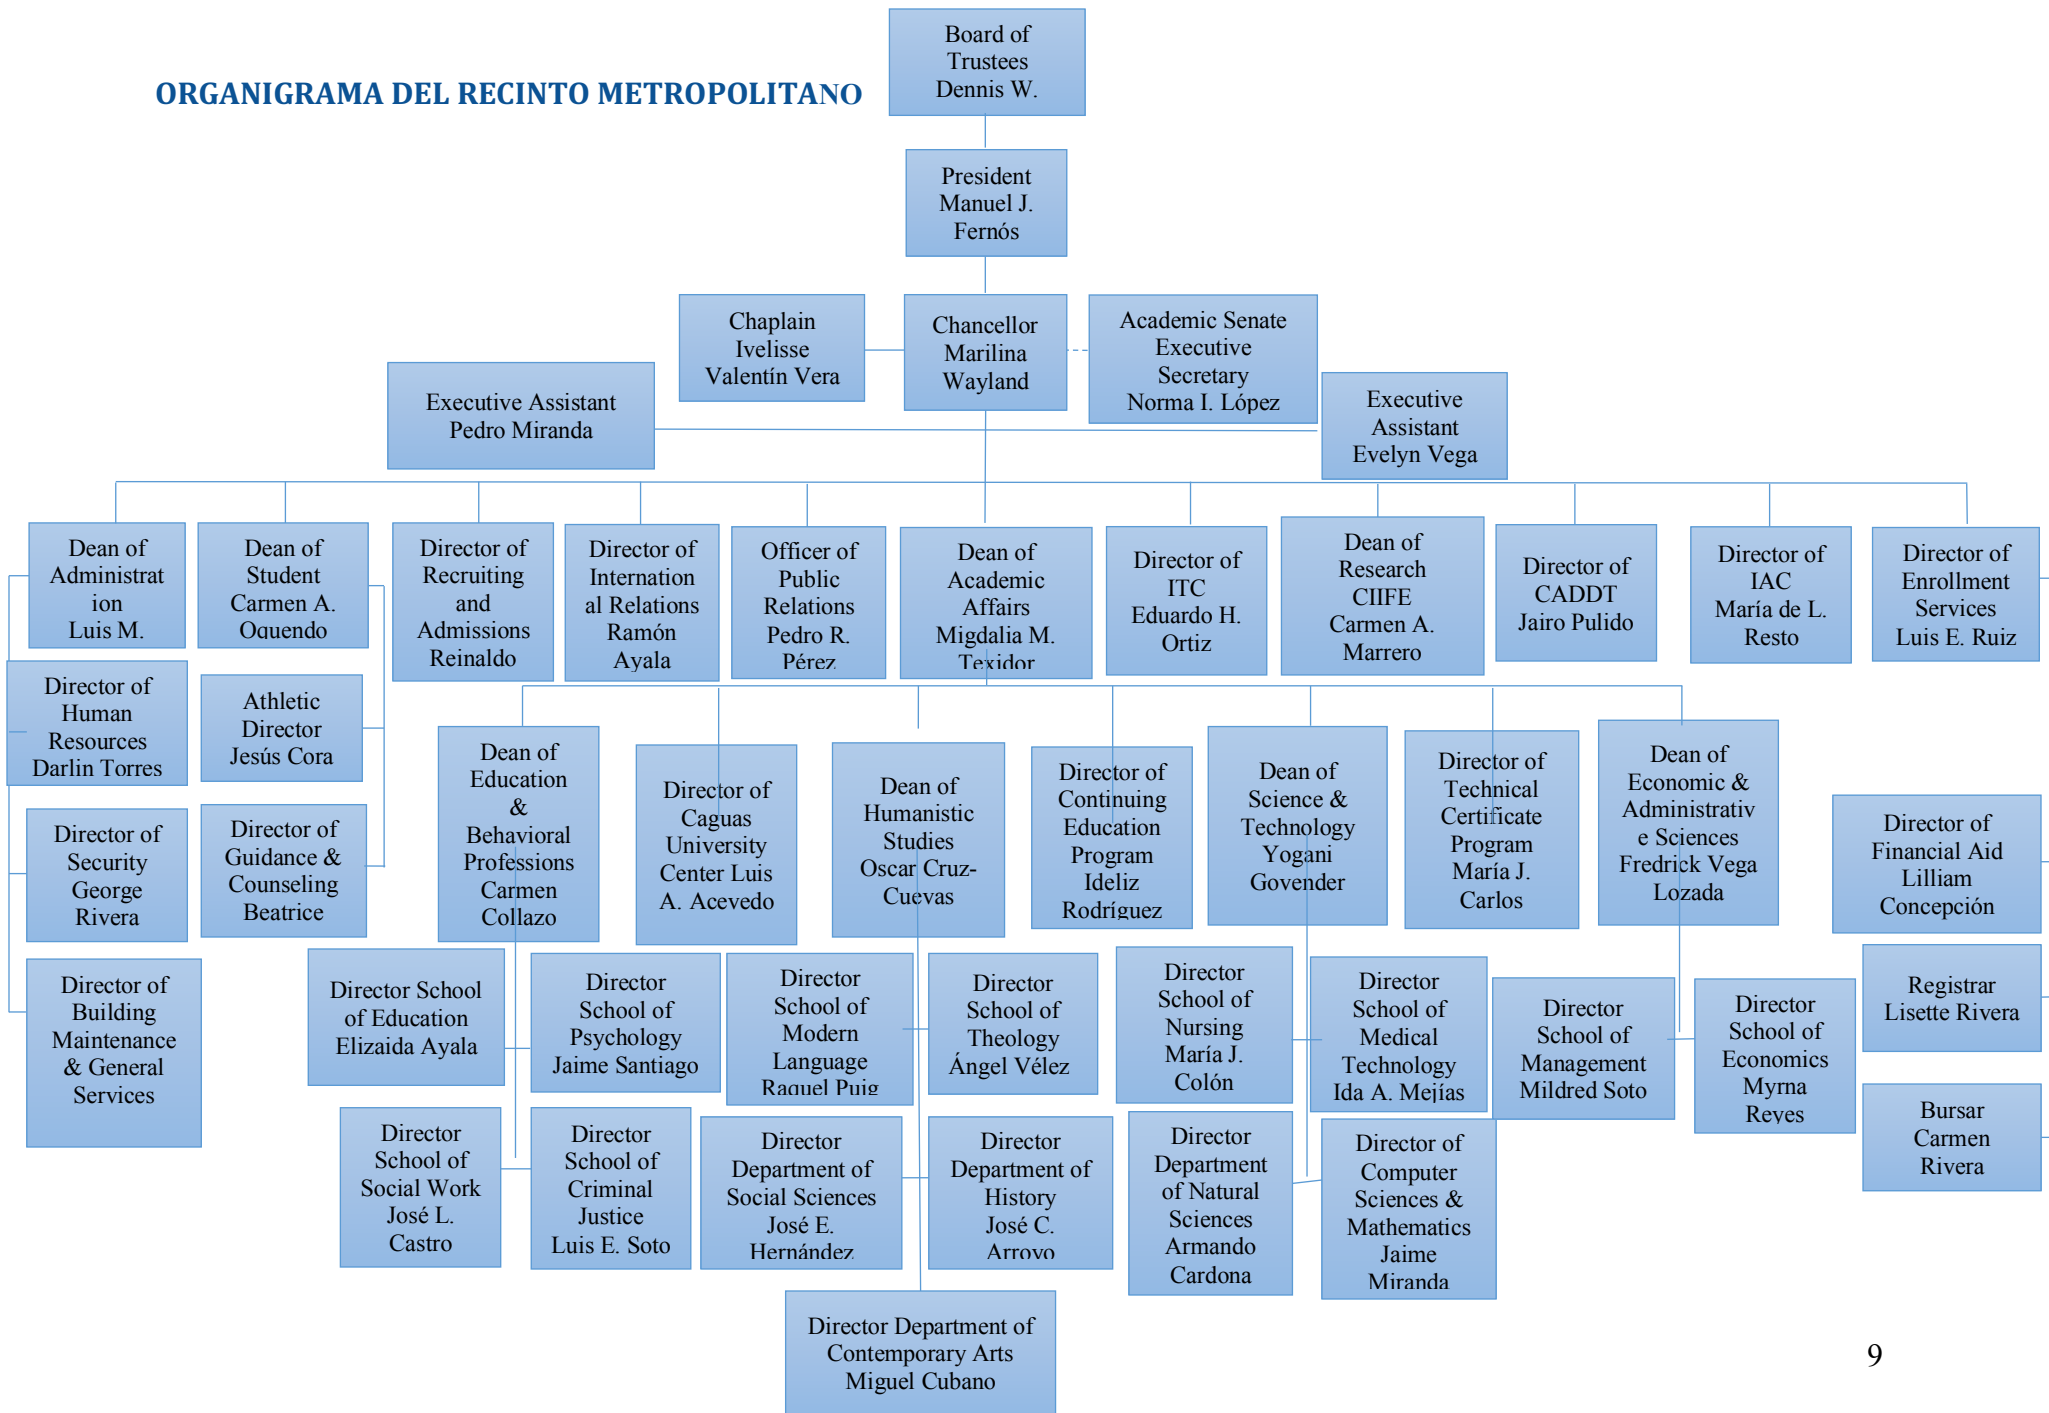 Board of
Trustees
Dennis W.
ORGANIGRAMA DEL RECINTO METROPOLITANO
President
Manuel J.
Fernós
Chaplain
Ivelisse
Valentín Vera
Chancellor
Marilina
Wayland
Academic Senate
Executive
Secretary
Norma I. López
Executive Assistant
Pedro Miranda
Executive
Assistant
Evelyn Vega
Dean of
Administrat
ion
Luis M.
Dean of
Student
Carmen A.
Oquendo
Director of
Recruiting
and
Admissions
Reinaldo
Director of
Internation
al Relations
Ramón
Ayala
Officer of
Public
Relations
Pedro R.
Pérez
Dean of
Academic
Affairs
Migdalia M.
Texidor
Director of
ITC
Eduardo H.
Ortiz
Dean of
Research
CIIFE
Carmen A.
Marrero
Director of
CADDT
Jairo Pulido
Director of
IAC
María de L.
Resto
Director of
Enrollment
Services
Luis E. Ruiz
Director of
Human
Resources
Darlin Torres
Athletic
Director
Jesús Cora
Dean of
Education
&
Behavioral
Professions
Carmen
Collazo
Director of
Caguas
University
Center Luis
A. Acevedo
Dean of
Humanistic
Studies
Oscar Cruz-
Cuevas
Director of
Continuing
Education
Program
Ideliz
Rodríguez
Dean of
Science &
Technology
Yogani
Govender
Director of
Technical
Certificate
Program
María J.
Carlos
Dean of
Economic &
Administrativ
e Sciences
Fredrick Vega
Lozada
Director of
Security
George
Rivera
Director of
Guidance &
Counseling
Beatrice
Director of
Financial Aid
Lilliam
Concepción
Director of
Building
Maintenance
& General
Services
Director School
of Education
Elizaida Ayala
Director
School of
Psychology
Jaime Santiago
Director
School of
Modern
Language
Raquel Puig
Director
School of
Theology
Ángel Vélez
Director
School of
Nursing
María J.
Colón
Director
School of
Medical
Technology
Ida A. Mejías
Director
School of
Management
Mildred Soto
Director
School of
Economics
Myrna
Reyes
Registrar
Lisette Rivera
Director
School of
Social Work
José L.
Castro
Director
School of
Criminal
Justice
Luis E. Soto
Director
Department of
Social Sciences
José E.
Hernández
Director
Department of
History
José C.
Arroyo
Director
Department
of Natural
Sciences
Armando
Cardona
Director of
Computer
Sciences &
Mathematics
Jaime
Miranda
Bursar
Carmen
Rivera
Director Department of
Contemporary Arts
Miguel Cubano
9